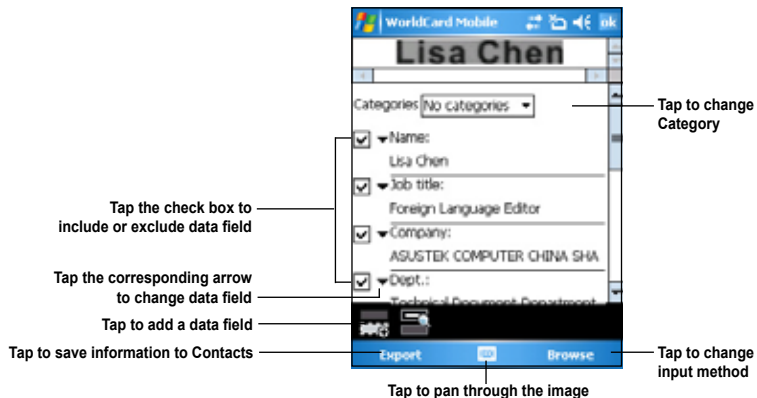 WorldCard Mobile
ok
Lisa Chen
Categories No categories
Name:
Lisa Chen
Job title:
Foreign Language Editor
Company:
ASUSTEK COMPUTER CHINA SHA
Dept.:
Technical Document Department
Export
Browse
Tap to change
Category
Tap the check box to
include or exclude data field
Tap the corresponding arrow
to change data field
Tap to add a data field
Tap to save information to Contacts
Tap to change
input method
Tap to pan through the image